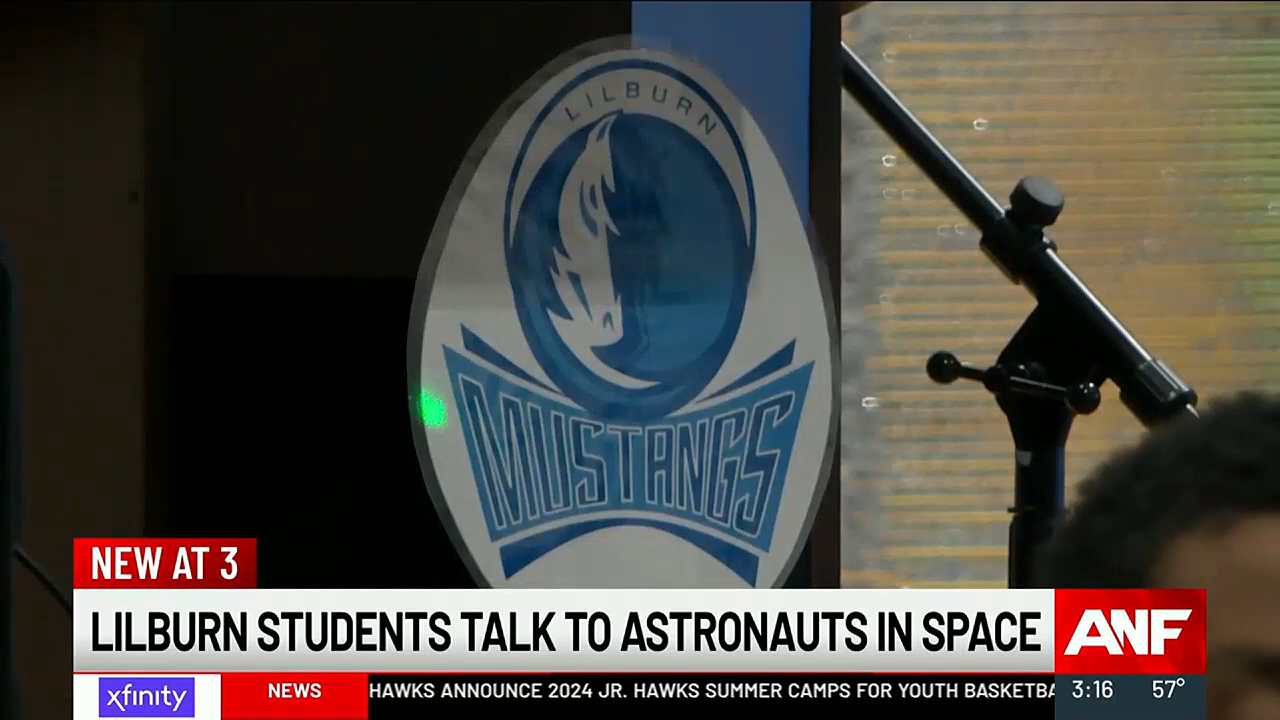 LILBURN
MUSTANGS
NEW AT 3
LILBURN STUDENTS TALK TO ASTRONAUTS IN SPACE
ANF
xfinity
NEWS
HAWKS ANNOUNCE 2024 JR. HAWKS SUMMER CAMPS FOR YOUTH BASKETBA
3:16
57°